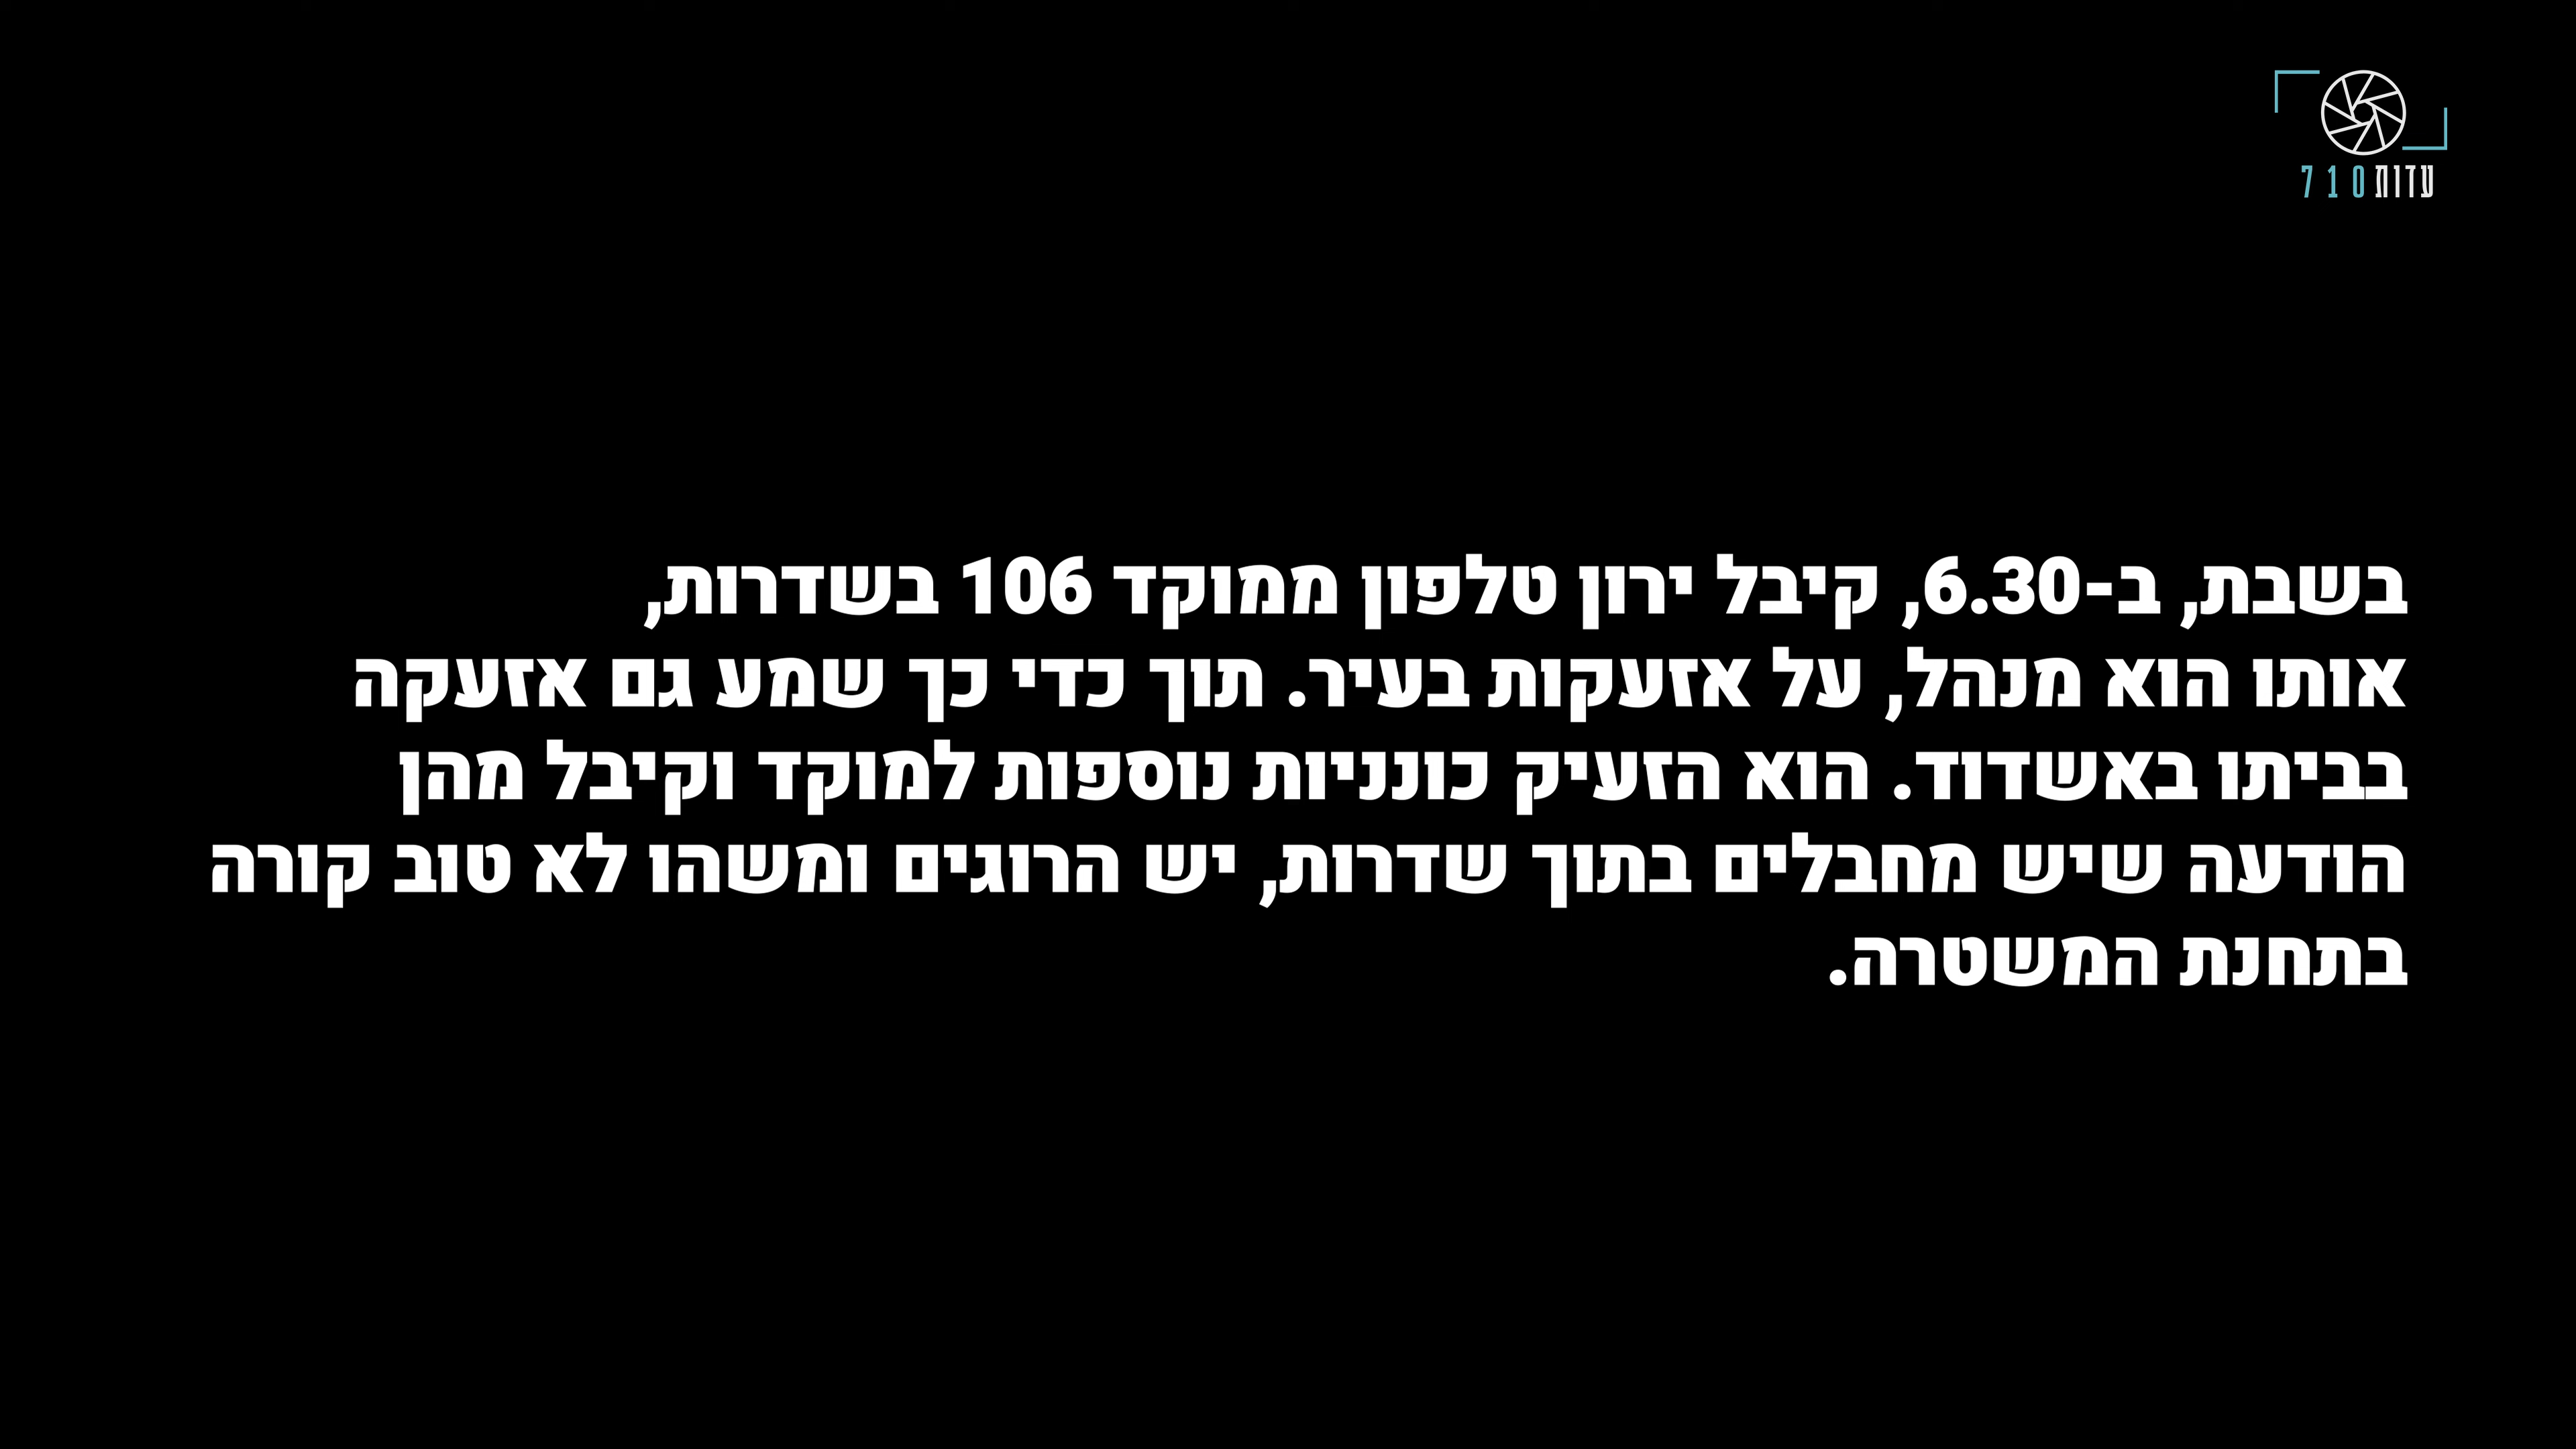 עדות710
בשבת, ב-6.30, קיבל ירון טלפון ממוקד 106 בשדרות,
אותו הוא מנהל, על אזעקות בעיר. תוך כדי כך שמע גם אזעקה
בביתו באשדוד. הוא הזעיק כונניות נוספות למוקד וקיבל מהן
הודעה שיש מחבלים בתוך שדרות, יש הרוגים ומשהו לא טוב קורה
בתחנת המשטרה.